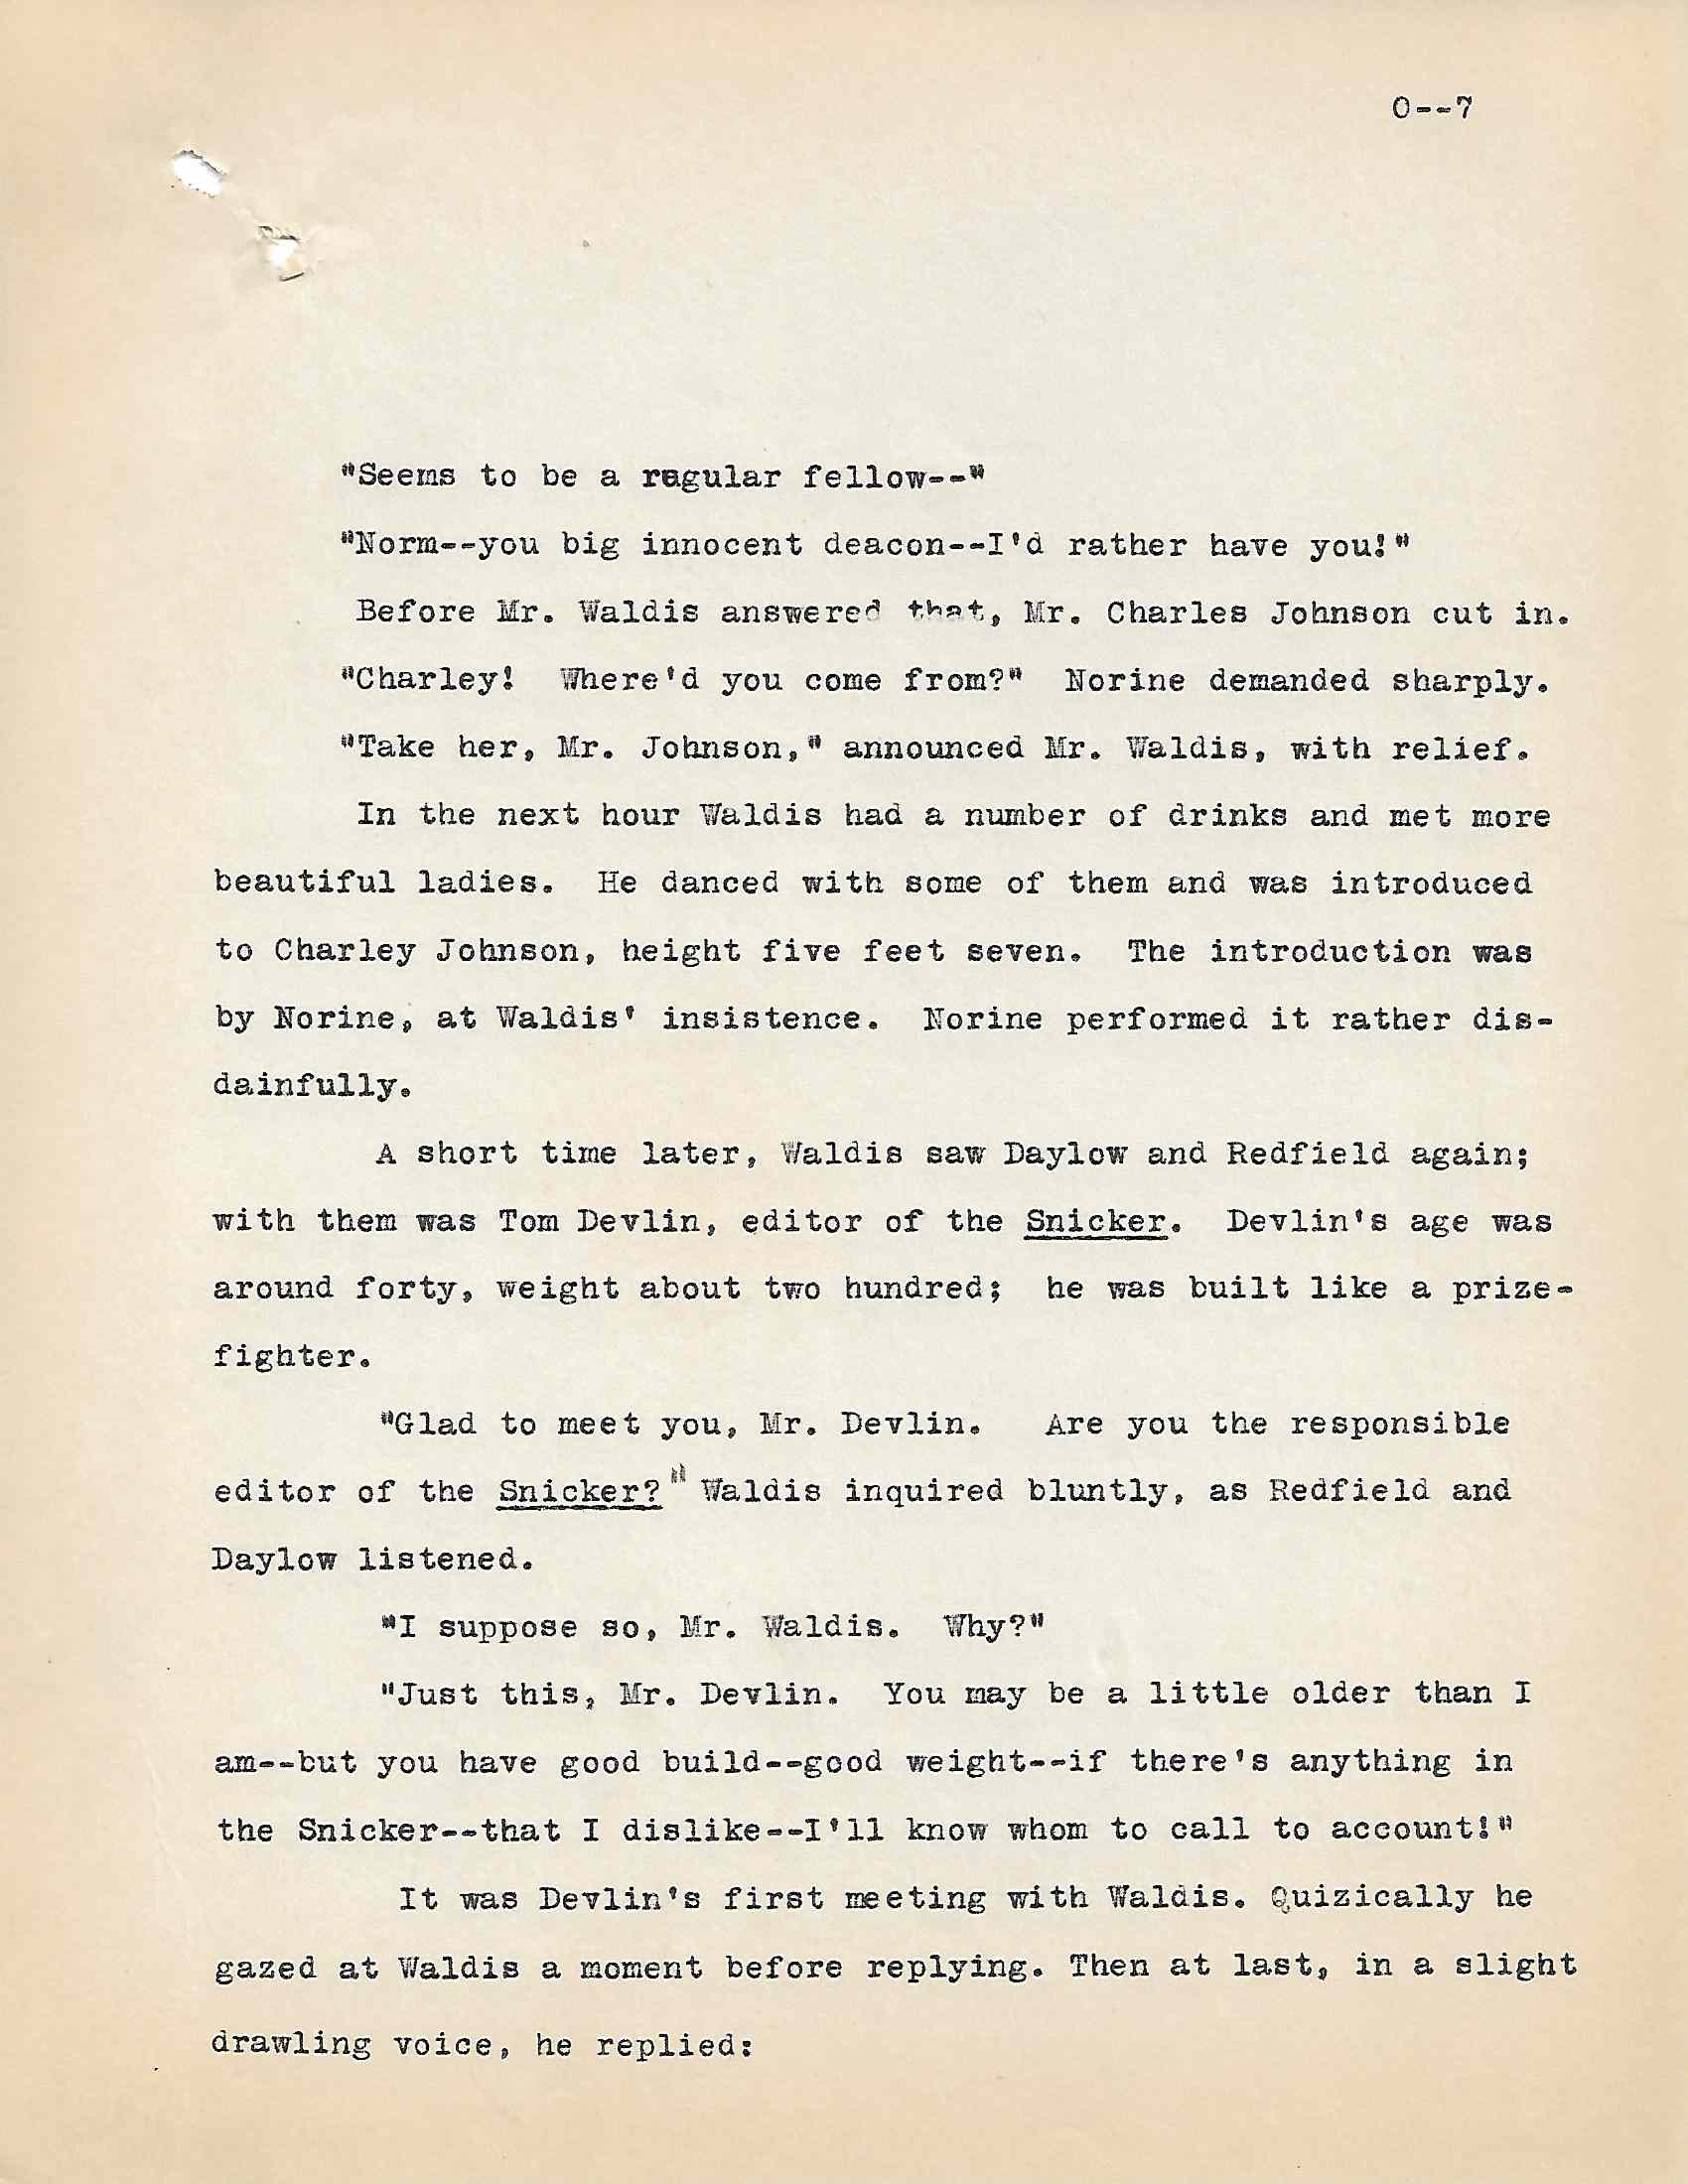 0--7
"Seems to be a regular fellow--"
"Norm--you big innocent deacon--I'd rather have you!"
Before Mr. Waldis answered that, Mr. Charles Johnson cut in.
"Charley!  Where'd you come from?"  Norine demanded sharply.
"Take her, Mr. Johnson," announced Mr. Waldis, with relief.
In the next hour Waldis had a number of drinks and met more
beautiful ladies.  He danced with some of them and was introduced
to Charley Johnson, height five feet seven.  The introduction was
by Norine, at Waldis' insistence.  Norine performed it rather dis-
dainfully.
A short time later, Waldis saw Daylow and Redfield again;
with them was Tom Devlin, editor of the Snicker.  Devlin's age was
around forty, weight about two hundred;  he was built like a prize-
fighter.
"Glad to meet you, Mr. Devlin.   Are you the responsible
editor of the Snicker?" Waldis inquired bluntly, as Redfield and
Daylow listened.
"I suppose so, Mr. Waldis.  Why?"
"Just this, Mr. Devlin.  You may be a little older than I
am--but you have good build--good weight--if there's anything in
the Snicker--that I dislike--I'll know whom to call to account!"
It was Devlin's first meeting with Waldis. Quizically he
gazed at Waldis a moment before replying. Then at last, in a slight
drawling voice, he replied: